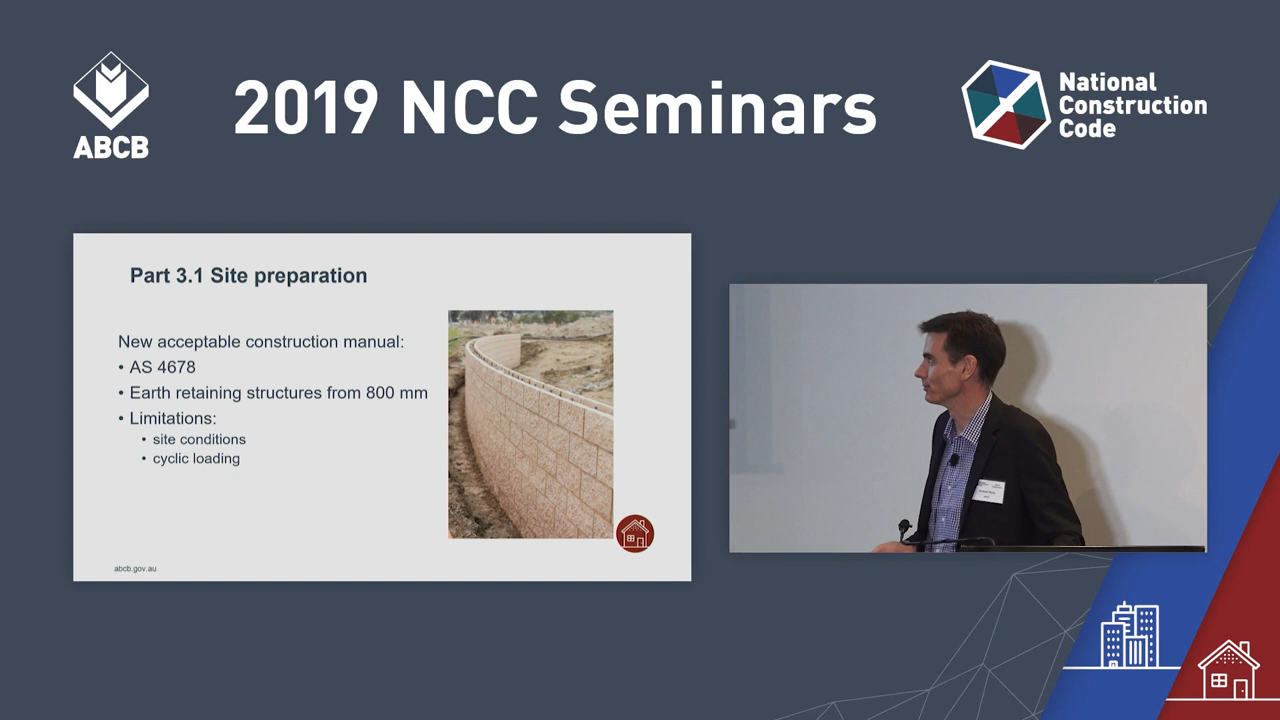 ABCB
2019 NCC Seminars
National
Construction
Code
Part 3.1 Site preparation
New acceptable construction manual:
• AS 4678
• Earth retaining structures from 800 mm
• Limitations:
• site conditions
• cyclic loading
abcb.gov.au